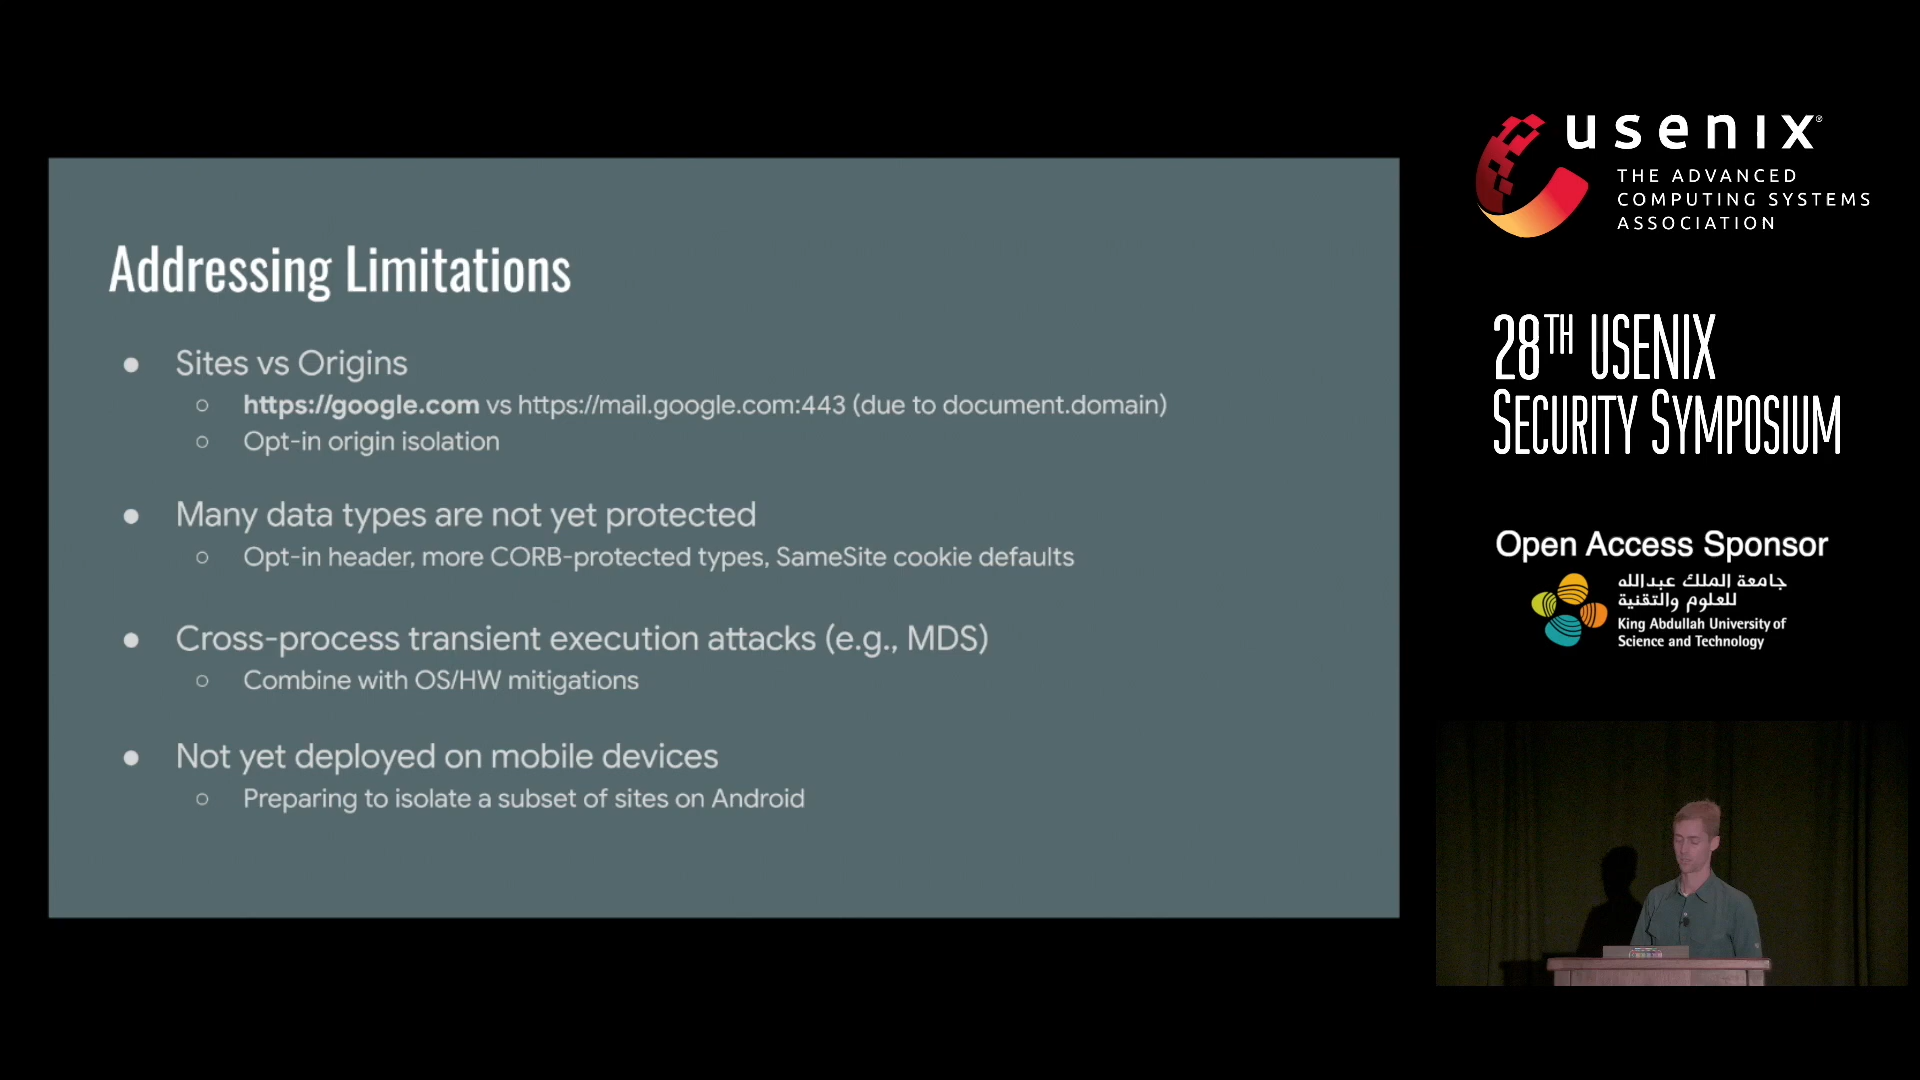 Addressing Limitations
● Sites vs Origins
○ https://google.com vs https://mail.google.com:443 (due to document.domain)
○ Opt-in origin isolation
● Many data types are not yet protected
○ Opt-in header, more CORB-protected types, SameSite cookie defaults
● Cross-process transient execution attacks (e.g., MDS)
○ Combine with OS/HW mitigations
● Not yet deployed on mobile devices
○ Preparing to isolate a subset of sites on Android
usenix®
THE ADVANCED
COMPUTING SYSTEMS
ASSOCIATION
28TH USENIX
SECURITY SYMPOSIUM
Open Access Sponsor
جامعة الملك عبدالله
للعلوم والتقنية
King Abdullah University of
Science and Technology